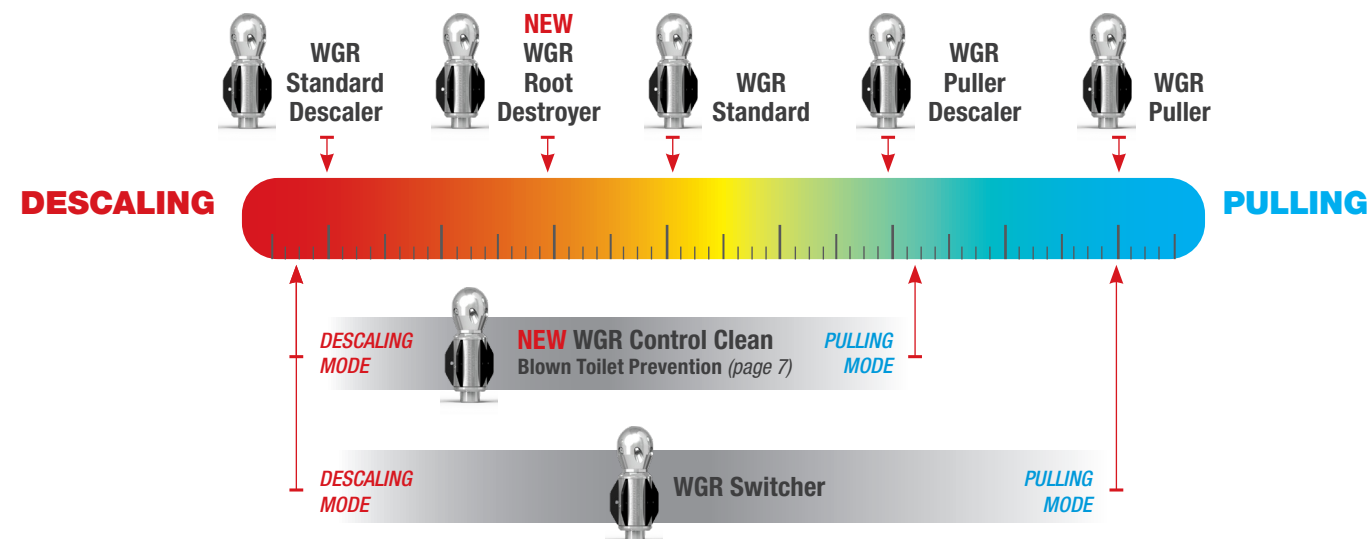 WGR
Standard
Descaler
NEW
WGR
Root
Destroyer
WGR
Standard
WGR
Puller
Descaler
WGR
Puller
DESCALING
PULLING
DESCALING
MODE
NEW WGR Control Clean
Blown Toilet Prevention (page 7)
PULLING
MODE
DESCALING
MODE
WGR Switcher
PULLING
MODE